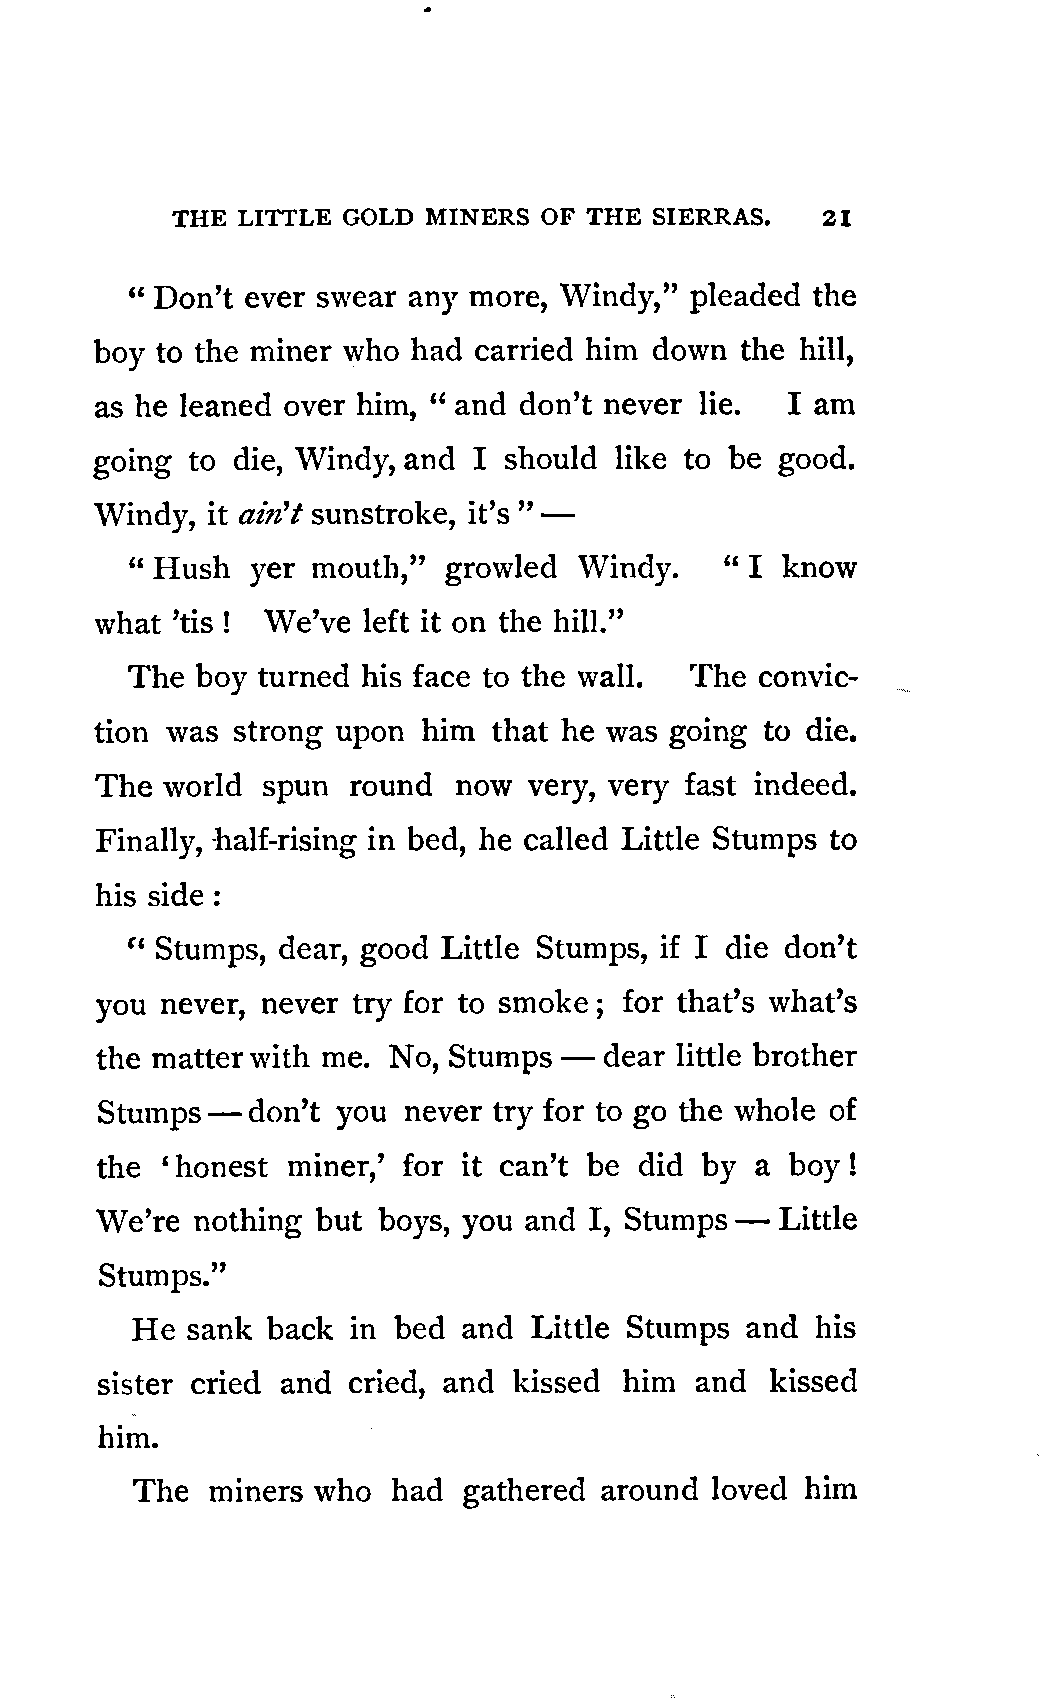 THE LITTLE GOLD MINERS OF THE SIERRAS. 21
" Don't ever swear any more, Windy," pleaded the
boy to the miner who had carried him down the hill,
as he leaned over him, " and don't never lie. I am
going to die, Windy, and I should like to be good.
Windy, it ain't sunstroke, it's " —
" Hush yer mouth," growled Windy. " I know
what 'tis ! We've left it on the hill."
The boy turned his face to the wall. The convic-
tion was strong upon him that he was going to die.
The world spun round now very, very fast indeed.
Finally, half-rising in bed, he called Little Stumps to
his side :
" Stumps, dear, good Little Stumps, if I die don't
you never, never try for to smoke ; for that's what's
the matter with me. No, Stumps — dear little brother
Stumps — don't you never try for to go the whole of
the ' honest miner,' for it can't be did by a boy !
We're nothing but boys, you and I, Stumps — Little
Stumps."
He sank back in bed and Little Stumps and his
sister cried and cried, and kissed him and kissed
him.
The miners who had gathered around loved him